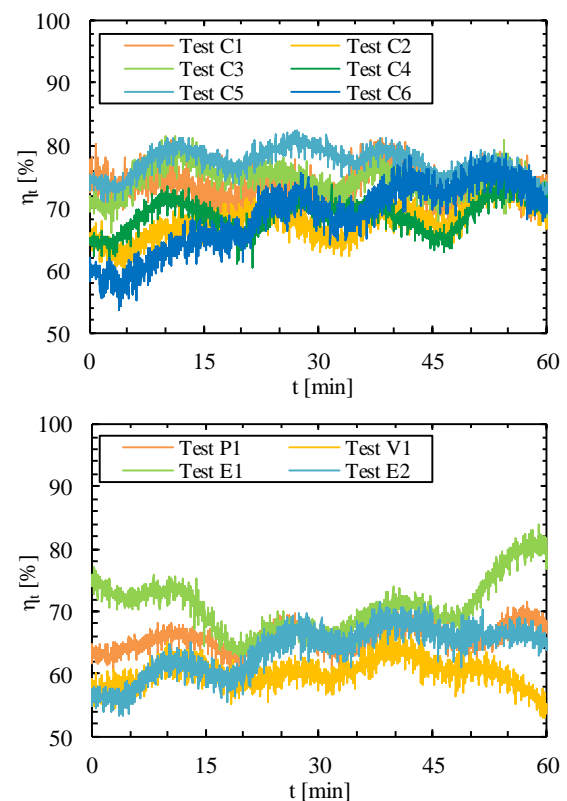 100
90
80
70
60
50
ηt [%]
Test C1 Test C2
Test C3 Test C4
Test C5 Test C6
0 15 30 45 60
t [min]
100
90
80
70
60
50
ηt [%]
Test P1 Test V1
Test E1 Test E2
0 15 30 45 60
t [min]